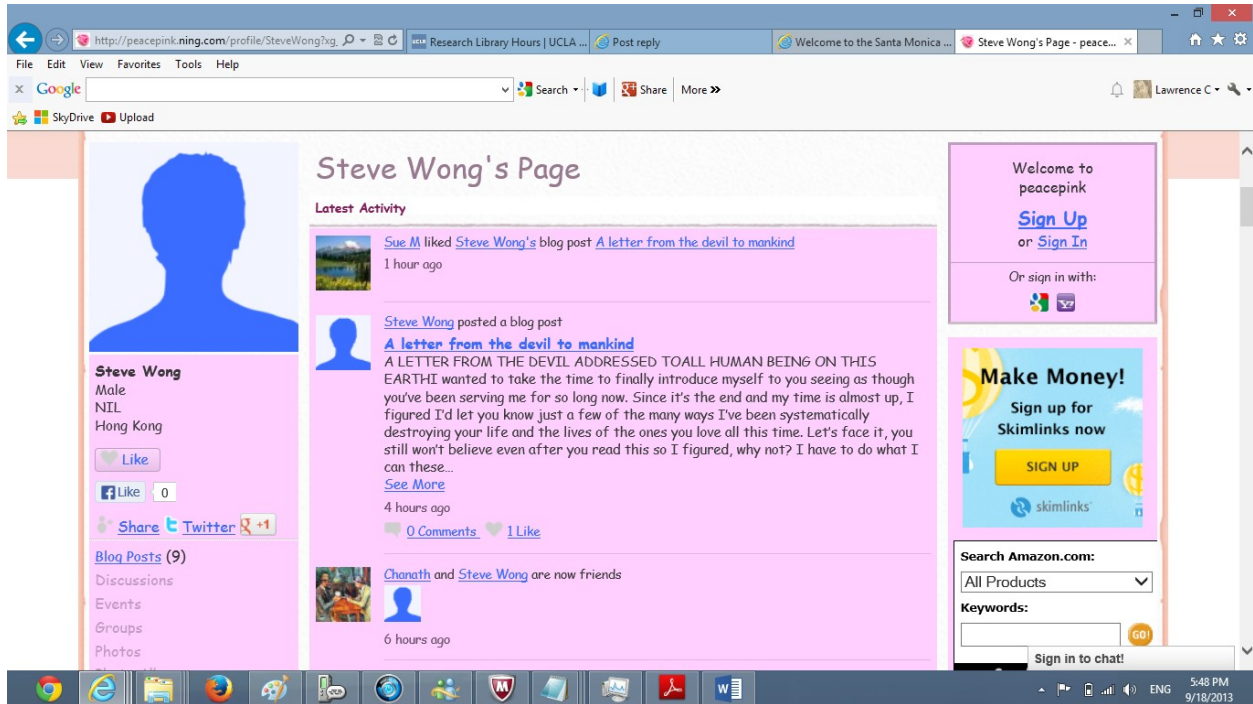 http://peacepink.ning.com/profile/SteveWong?xg_
Research Library Hours | UCLA ...
Post reply
Welcome to the Santa Monica ...
Steve Wong's Page - peace...
File Edit View Favorites Tools Help
x Google
Search
Share
More »
Lawrence C
SkyDrive
Upload
Steve Wong
Male
NIL
Hong Kong
Like
Like 0
Share Twitter +1
Blog Posts (9)
Discussions
Events
Groups
Photos
Steve Wong's Page
Latest Activity
Sue M liked Steve Wong's blog post A letter from the devil to mankind
1 hour ago
Steve Wong posted a blog post
A letter from the devil to mankind
A LETTER FROM THE DEVIL ADDRESSED TOALL HUMAN BEING ON THIS
EARTHI wanted to take the time to finally introduce myself to you seeing as though
you've been serving me for so long now. Since it's the end and my time is almost up, I
figured I'd let you know just a few of the many ways I've been systematically
destroying your life and the lives of the ones you love all this time. Let's face it, you
still won't believe even after you read this so I figured, why not? I have to do what I
can these...
See More
4 hours ago
0 Comments 1 Like
Chanath and Steve Wong are now friends
6 hours ago
Welcome to
peacepink
Sign Up
or Sign In
Or sign in with:
Make Money!
Sign up for
Skimlinks now
SIGN UP
skimlinks
Search Amazon.com:
All Products
Keywords:
GO!
Sign in to chat!
ENG
5:48 PM
9/18/2013